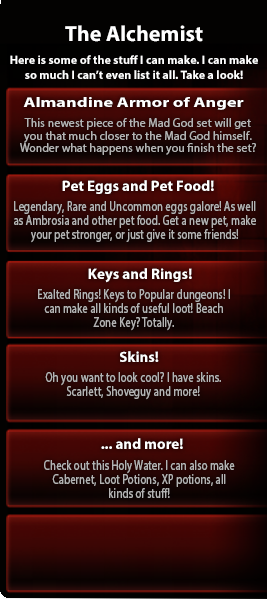 The Alchemist
Here is some of the stuff I can make. I can make
so much I can't even list it all. Take a look!
Almandine Armor of Anger
This newest piece of the Mad God set will get
you that much closer to the Mad God himself.
Wonder what happens when you finish the set?
Pet Eggs and Pet Food!
Legendary, Rare and Uncommon eggs galore! As well
as Ambrosia and other pet food. Get a new pet, make
your pet stronger, or just give it some friends!
Keys and Rings!
Exalted Rings! Keys to Popular dungeons! I
can make all kinds of useful loot! Beach
Zone Key? Totally.
Skins!
Oh you want to look cool? I have skins.
Scarlett, Shoveguy and more!
... and more!
Check out this Holy Water. I can also make
Cabernet, Loot Potions, XP potions, all
kinds of stuff!